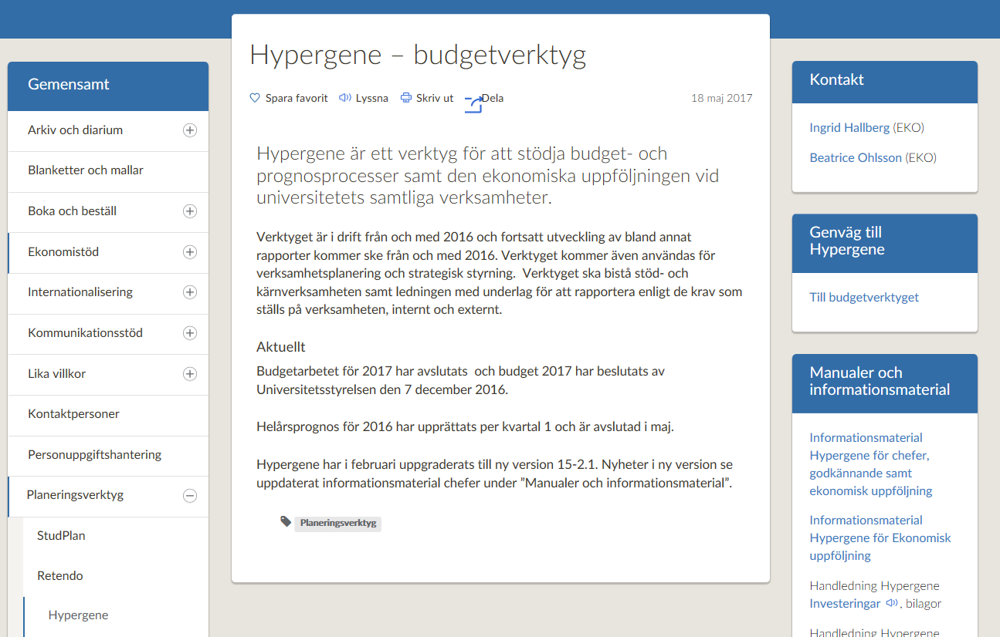 Gemensamt
Arkiv och diarium
Blanketter och mallar
Boka och beställ
Ekonomistöd
Internationalisering
Kommunikationsstöd
Lika villkor
Kontaktpersoner
Personuppgiftshantering
Planeringsverktyg
StudPlan
Retendo
Hypergene
Hypergene – budgetverktyg
Spara favorit Lyssna Skriv ut Dela 18 maj 2017
Hypergene är ett verktyg för att stödja budget- och
prognosprocesser samt den ekonomiska uppföljningen vid
universitetets samtliga verksamheter.
Verktyget är i drift från och med 2016 och fortsatt utveckling av bland annat
rapporter kommer ske från och med 2016. Verktyget kommer även användas för
verksamhetsplanering och strategisk styrning.  Verktyget ska bistå stöd- och
kärnverksamheten samt ledningen med underlag för att rapportera enligt de krav som
ställs på verksamheten, internt och externt.
Aktuellt
Budgetarbetet för 2017 har avslutats  och budget 2017 har beslutats av
Universitetsstyrelsen den 7 december 2016.
Helårsprognos för 2016 har upprättats per kvartal 1 och är avslutad i maj.
Hypergene har i februari uppgraderats till ny version 15-2.1. Nyheter i ny version se
uppdaterat informationsmaterial chefer under ”Manualer och informationsmaterial”.
Planeringsverktyg
Kontakt
Ingrid Hallberg (EKO)
Beatrice Ohlsson (EKO)
Genväg till
Hypergene
Till budgetverktyget
Manualer och
informationsmaterial
Informationsmaterial
Hypergene för chefer,
godkännande samt
ekonomisk uppföljning
Informationsmaterial
Hypergene för Ekonomisk
uppföljning
Handledning Hypergene
Investeringar , bilagor
Handledning Hypergene